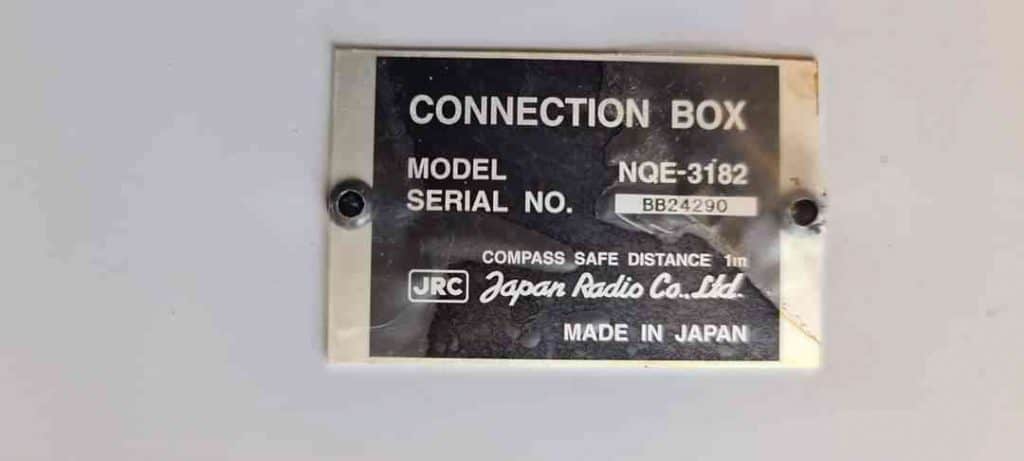 CONNECTION BOX
MODEL NQE-3182
SERIAL NO. BB24290
COMPASS SAFE DISTANCE 1m
JRC Japan Radio Co., Ltd.
MADE IN JAPAN